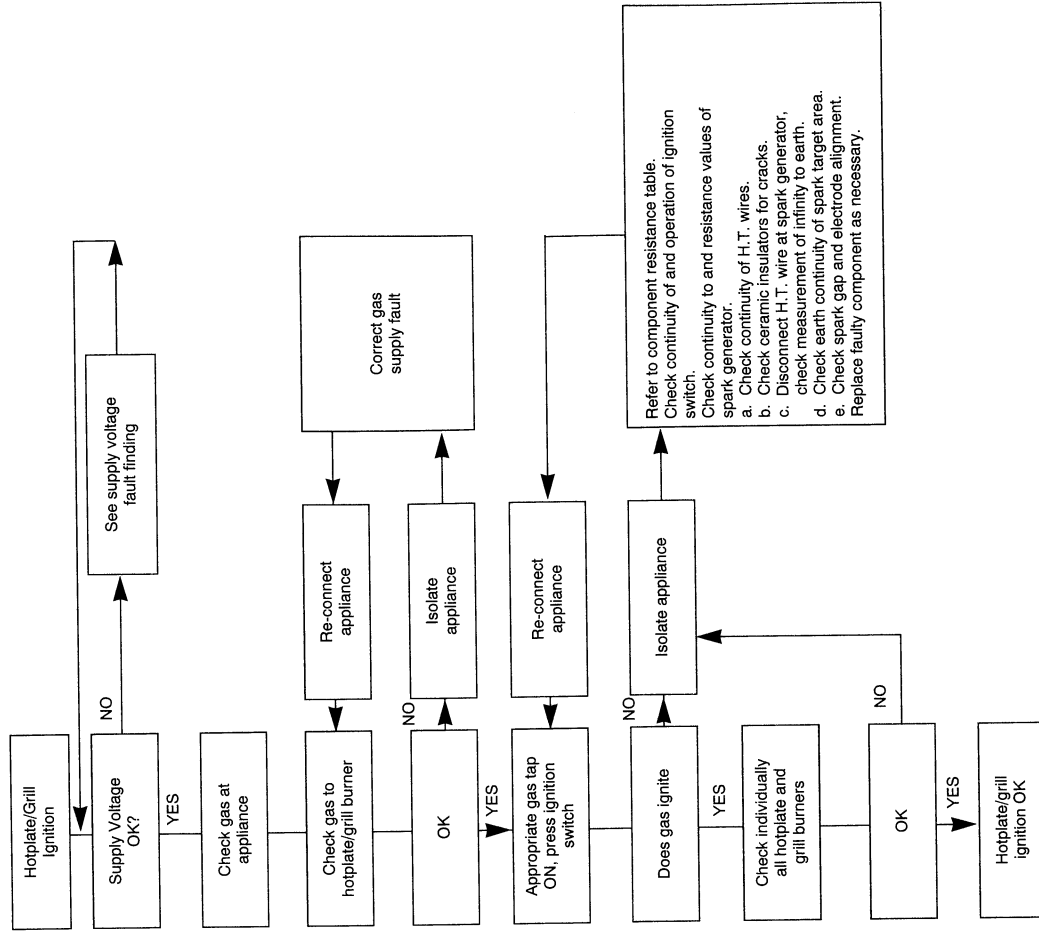 Hotplate/Grill
Ignition
Supply Voltage
OK?
NO
See supply voltage
fault finding
YES
Check gas at
appliance
Check gas to
hotplate/grill burner
Re-connect
appliance
Correct gas
supply fault
OK
NO
Isolate
appliance
YES
Appropriate gas tap
ON, press ignition
switch
Re-connect
appliance
Does gas ignite
NO
Isolate appliance
Refer to component resistance table.
Check continuity of and operation of ignition
switch.
Check continuity to and resistance values of
spark generator.
a. Check continuity of H.T. wires.
b. Check ceramic insulators for cracks.
c. Disconnect H.T. wire at spark generator,
check measurement of infinity to earth.
d. Check earth continuity of spark target area.
e. Check spark gap and electrode alignment.
Replace faulty component as necessary.
YES
Check individually
all hotplate and
grill burners
OK
NO
YES
Hotplate/grill
ignition OK